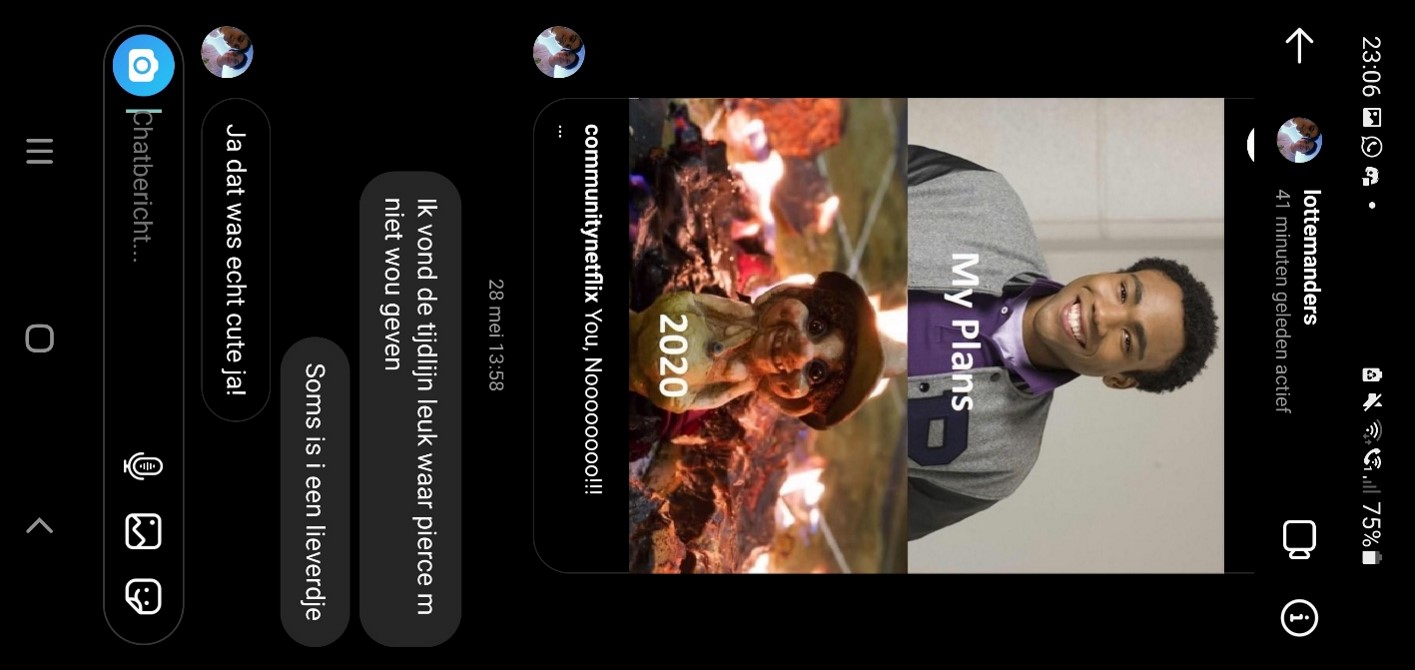 23:06
75%
lottemanders
41 minuten geleden actief
My Plans
P
2020
communitynetflix You, Noooooooo!!!
...
28 mei 13:58
Ik vond de tijdlijn leuk waar pierce m
niet wou geven
Soms is i een lieverdje
Ja dat was echt cute ja!
Chatbericht...